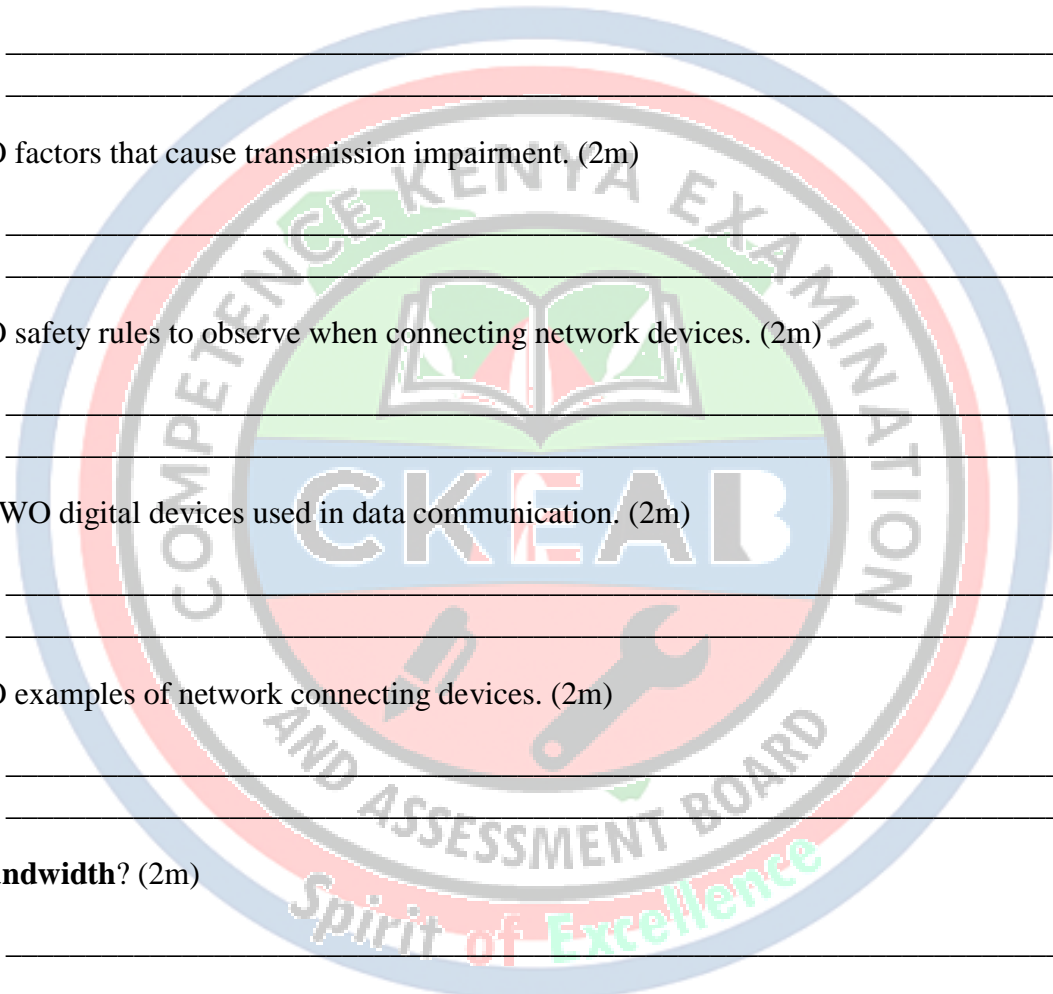 factors that cause transmission impairment. (2m)
safety rules to observe when connecting network devices. (2m)
WO digital devices used in data communication. (2m)
examples of network connecting devices. (2m)
ndwidth? (2m)
COMPETENCE KENYA EXAMINATION
CKEAB
AND ASSESSMENT BOARD
Spirit of Excellence